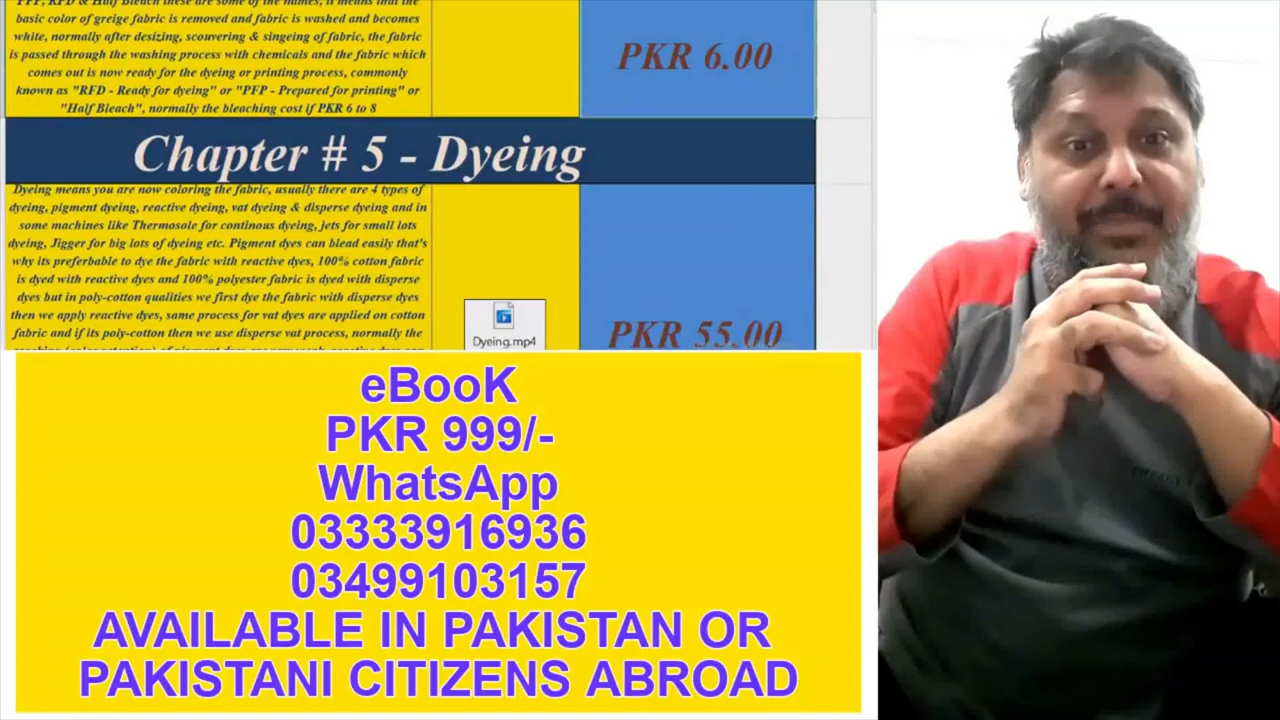 PFP, RFD & Half Bleach these are some of the names, it means that the
basic color of greige fabric is removed and fabric is washed and becomes
white, normally after desizing, scouvering & singeing of fabric, the fabric
is passed through the washing process with chemicals and the fabric which
comes out is now ready for the dyeing or printing process, commonly
known as "RFD - Ready for dyeing" or "PFP - Prepared for printing" or
"Half Bleach", normally the bleaching cost if PKR 6 to 8
PKR 6.00
Chapter # 5 - Dyeing
Dyeing means you are now coloring the fabric, usually there are 4 types of
dyeing, pigment dyeing, reactive dyeing, vat dyeing & disperse dyeing and in
some machines like Thermosole for continous dyeing, jets for small lots
dyeing, Jigger for big lots of dyeing etc. Pigment dyes can blead easily that's
why its preferbable to dye the fabric with reactive dyes, 100% cotton fabric
is dyed with reactive dyes and 100% polyester fabric is dyed with disperse
dyes but in poly-cotton qualities we first dye the fabric with disperse dyes
then we apply reactive dyes, same process for vat dyes are applied on cotton
fabric and if its poly-cotton then we use disperse vat process, normally the
Dyeing.mp4
PKR 55.00
eBooK
PKR 999/-
WhatsApp
03333916936
03499103157
AVAILABLE IN PAKISTAN OR
PAKISTANI CITIZENS ABROAD